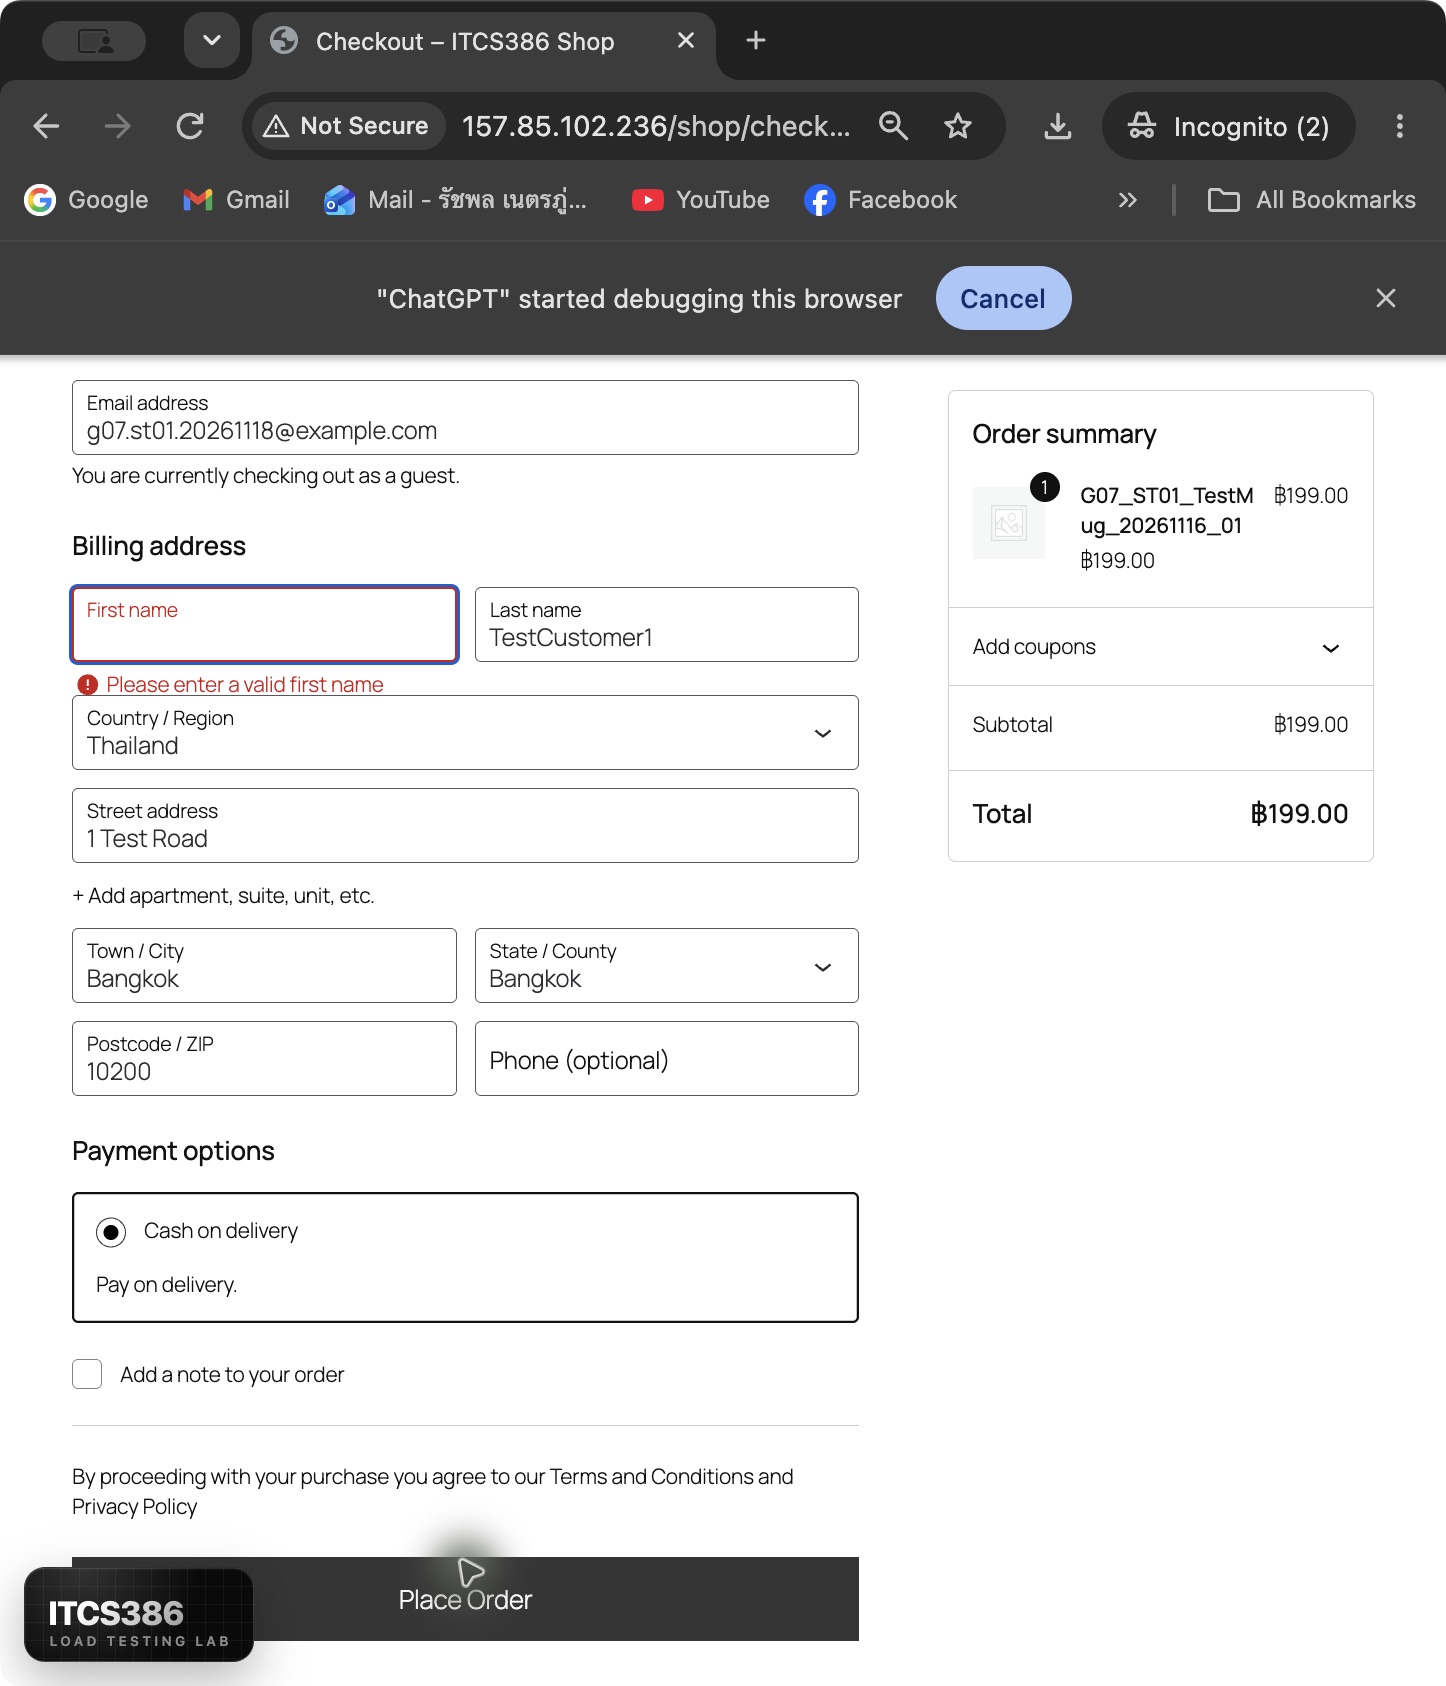 Checkout – ITCS386 Shop
Not Secure
157.85.102.236/shop/check...
Incognito (2)
Google
Gmail
Mail - รัชพล เนตรภู่...
YouTube
Facebook
All Bookmarks
"ChatGPT" started debugging this browser
Cancel
Email address
g07.st01.20261118@example.com
You are currently checking out as a guest.
Billing address
First name
Please enter a valid first name
Last name
TestCustomer1
Country / Region
Thailand
Street address
1 Test Road
+ Add apartment, suite, unit, etc.
Town / City
Bangkok
State / County
Bangkok
Postcode / ZIP
10200
Phone (optional)
Payment options
Cash on delivery
Pay on delivery.
Add a note to your order
By proceeding with your purchase you agree to our Terms and Conditions and
Privacy Policy
Place Order
ITCS386
LOAD TESTING LAB
Order summary
1
G07_ST01_TestM
ug_20261116_01
฿199.00
฿199.00
Add coupons
Subtotal
฿199.00
Total
฿199.00